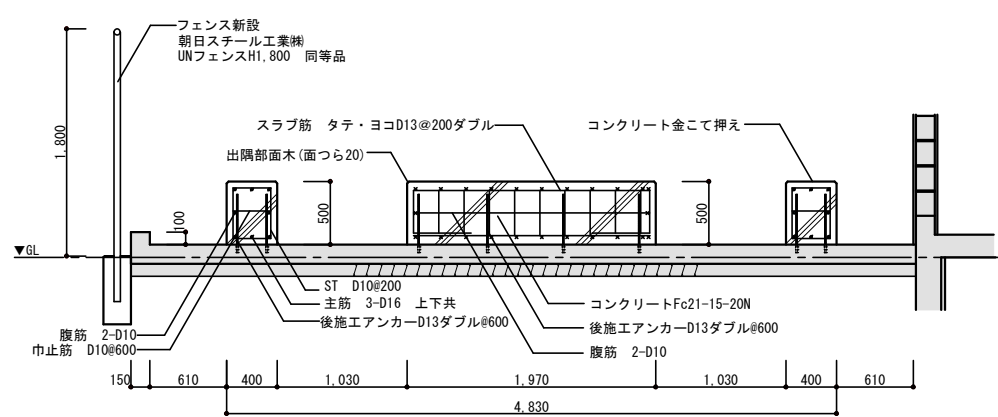 フェンス新設
朝日スチール工業㈱
UNフェンスH1,800　同等品
スラブ筋　タテ・ヨコD13@200ダブル
コンクリート金こて押え
出隅部面木(面つら20)
1,800
100
500
500
▼GL
ST　D10@200
主筋　3-D16　上下共
後施エアンカーD13ダブル@600
コンクリートFc21-15-20N
後施エアンカーD13ダブル@600
腹筋　2-D10
巾止筋　D10@600
腹筋　2-D10
150
610
400
1,030
1,970
1,030
400
610
4,830